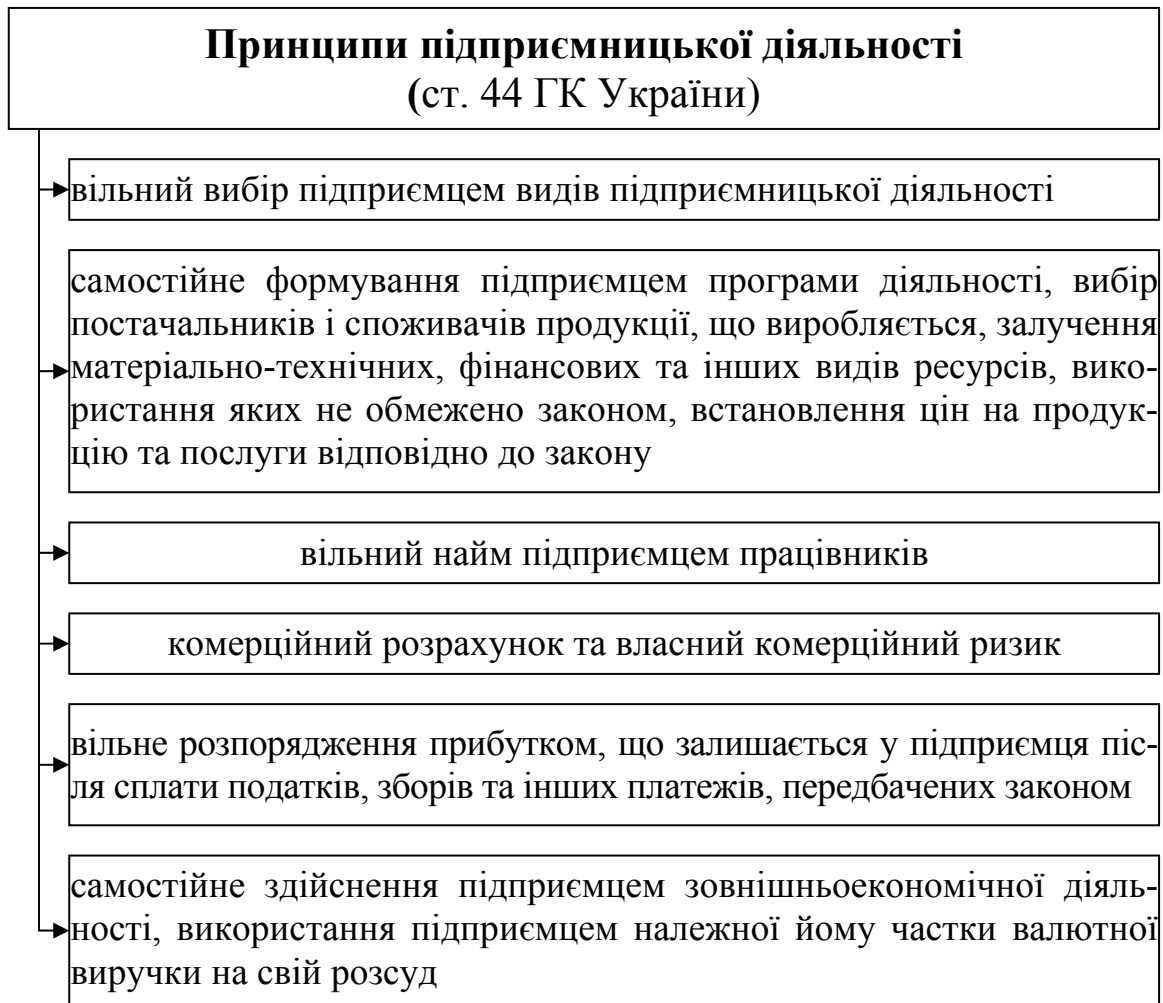 Принципи підприємницької діяльності
(ст. 44 ГК України)
вільний вибір підприємцем видів підприємницької діяльності
самостійне формування підприємцем програми діяльності, вибір
постачальників і споживачів продукції, що виробляється, залучення
матеріально-технічних, фінансових та інших видів ресурсів, вико-
ристання яких не обмежено законом, встановлення цін на продук-
цію та послуги відповідно до закону
вільний найм підприємцем працівників
комерційний розрахунок та власний комерційний ризик
вільне розпорядження прибутком, що залишається у підприємця піс-
ля сплати податків, зборів та інших платежів, передбачених законом
самостійне здійснення підприємцем зовнішньоекономічної діяль-
ності, використання підприємцем належної йому частки валютної
виручки на свій розсуд